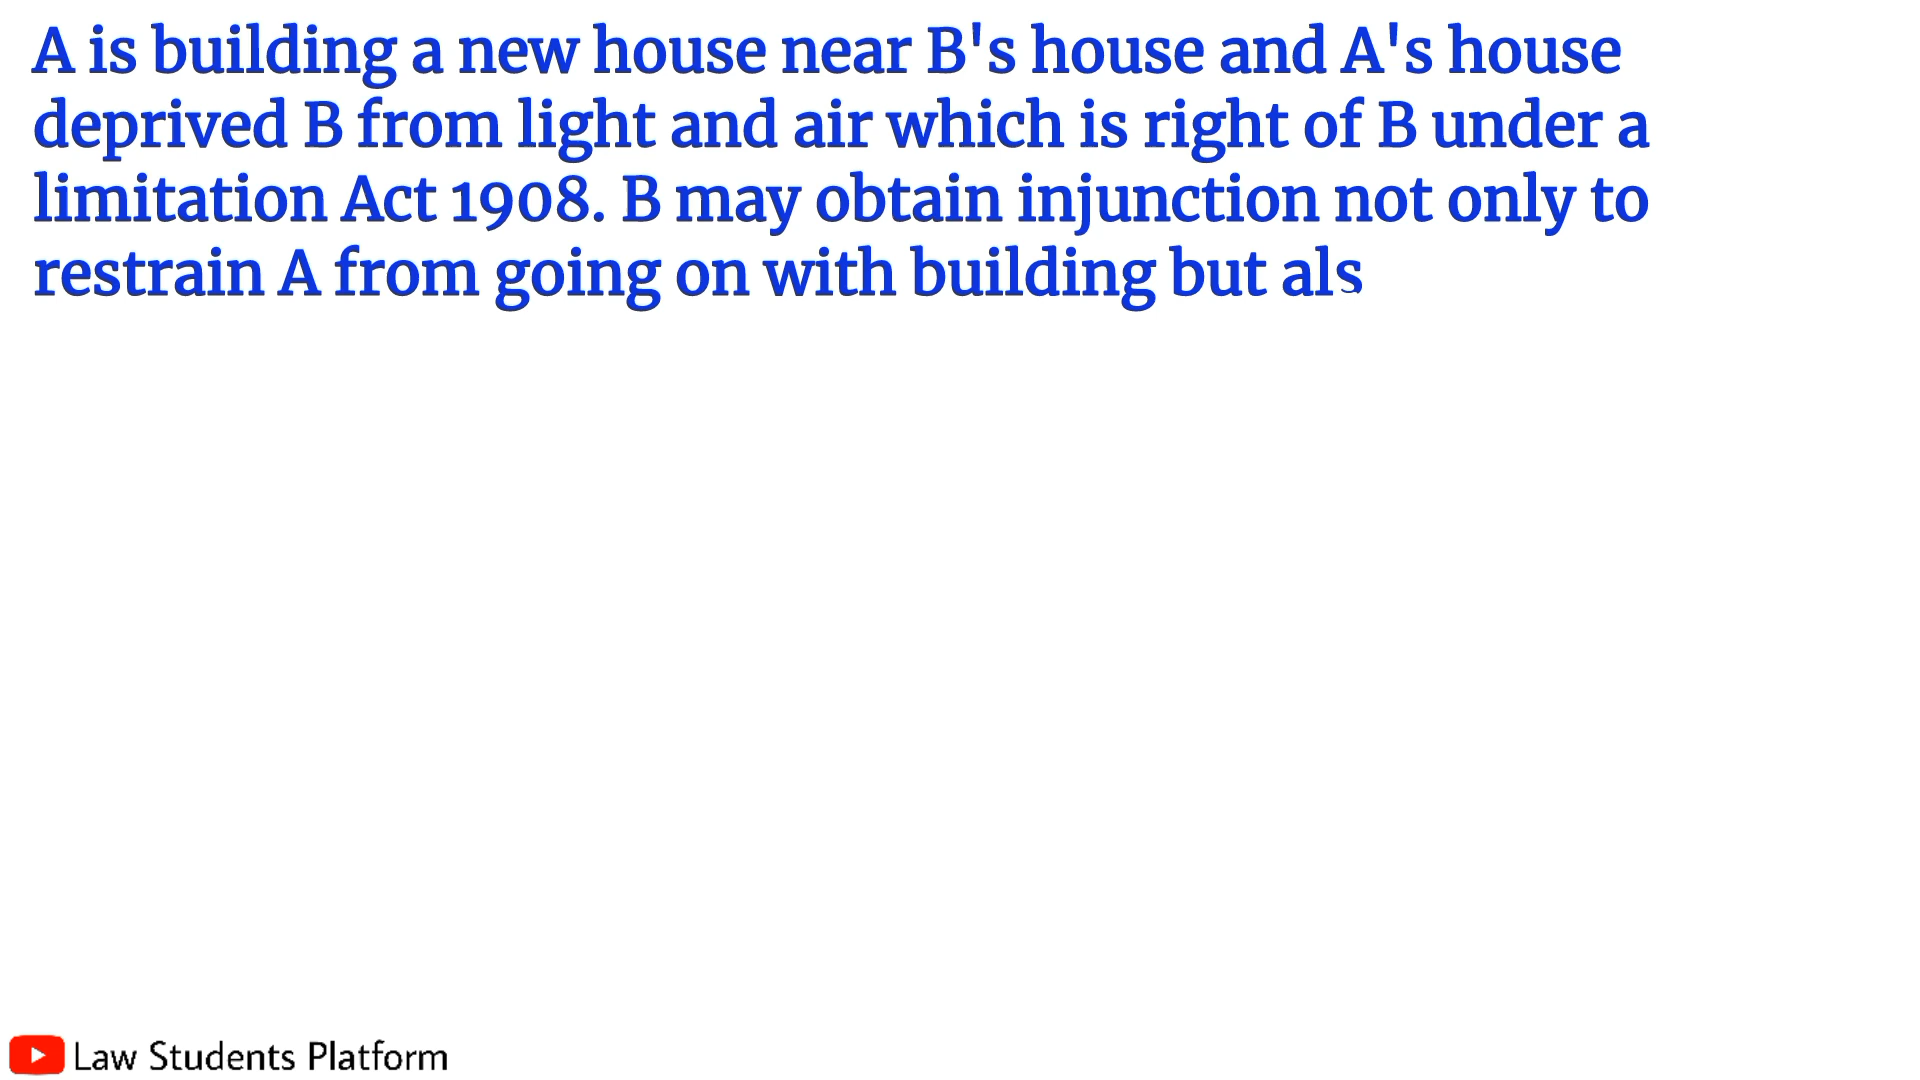 A is building a new house near B's house and A's house
deprived B from light and air which is right of B under a
limitation Act 1908. B may obtain injunction not only to
restrain A from going on with building but als
Law Students Platform